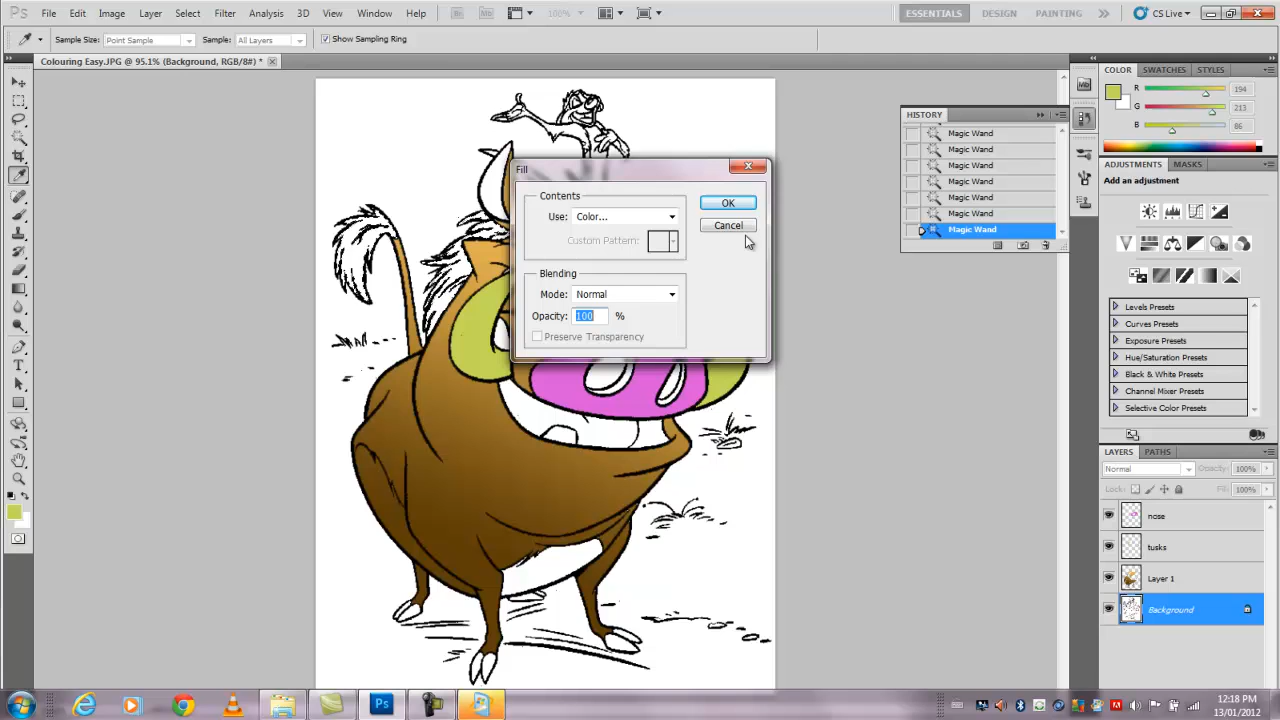 Ps File Edit Image Layer Select Filter Analysis 3D View Window Help Br Mb 100% ESSENTIALS DESIGN PAINTING CS Live
Sample Size: Point Sample Sample: All Layers Show Sampling Ring
Colouring Easy.JPG @ 95.1% (Background, RGB/8#) *
COLOR SWATCHES STYLES
R 194
G 213
B 86
HISTORY
Magic Wand
Magic Wand
Magic Wand
Magic Wand
Magic Wand
Magic Wand
Magic Wand
Fill
Contents
Use: Color...
Custom Pattern:
Blending
Mode: Normal
Opacity: 100 %
Preserve Transparency
OK
Cancel
ADJUSTMENTS MASKS
Add an adjustment
Levels Presets
Curves Presets
Exposure Presets
Hue/Saturation Presets
Black & White Presets
Channel Mixer Presets
Selective Color Presets
LAYERS PATHS
Normal Opacity: 100%
Lock: Fill: 100%
nose
tusks
Layer 1
Background
Ps
12:18 PM
13/01/2012